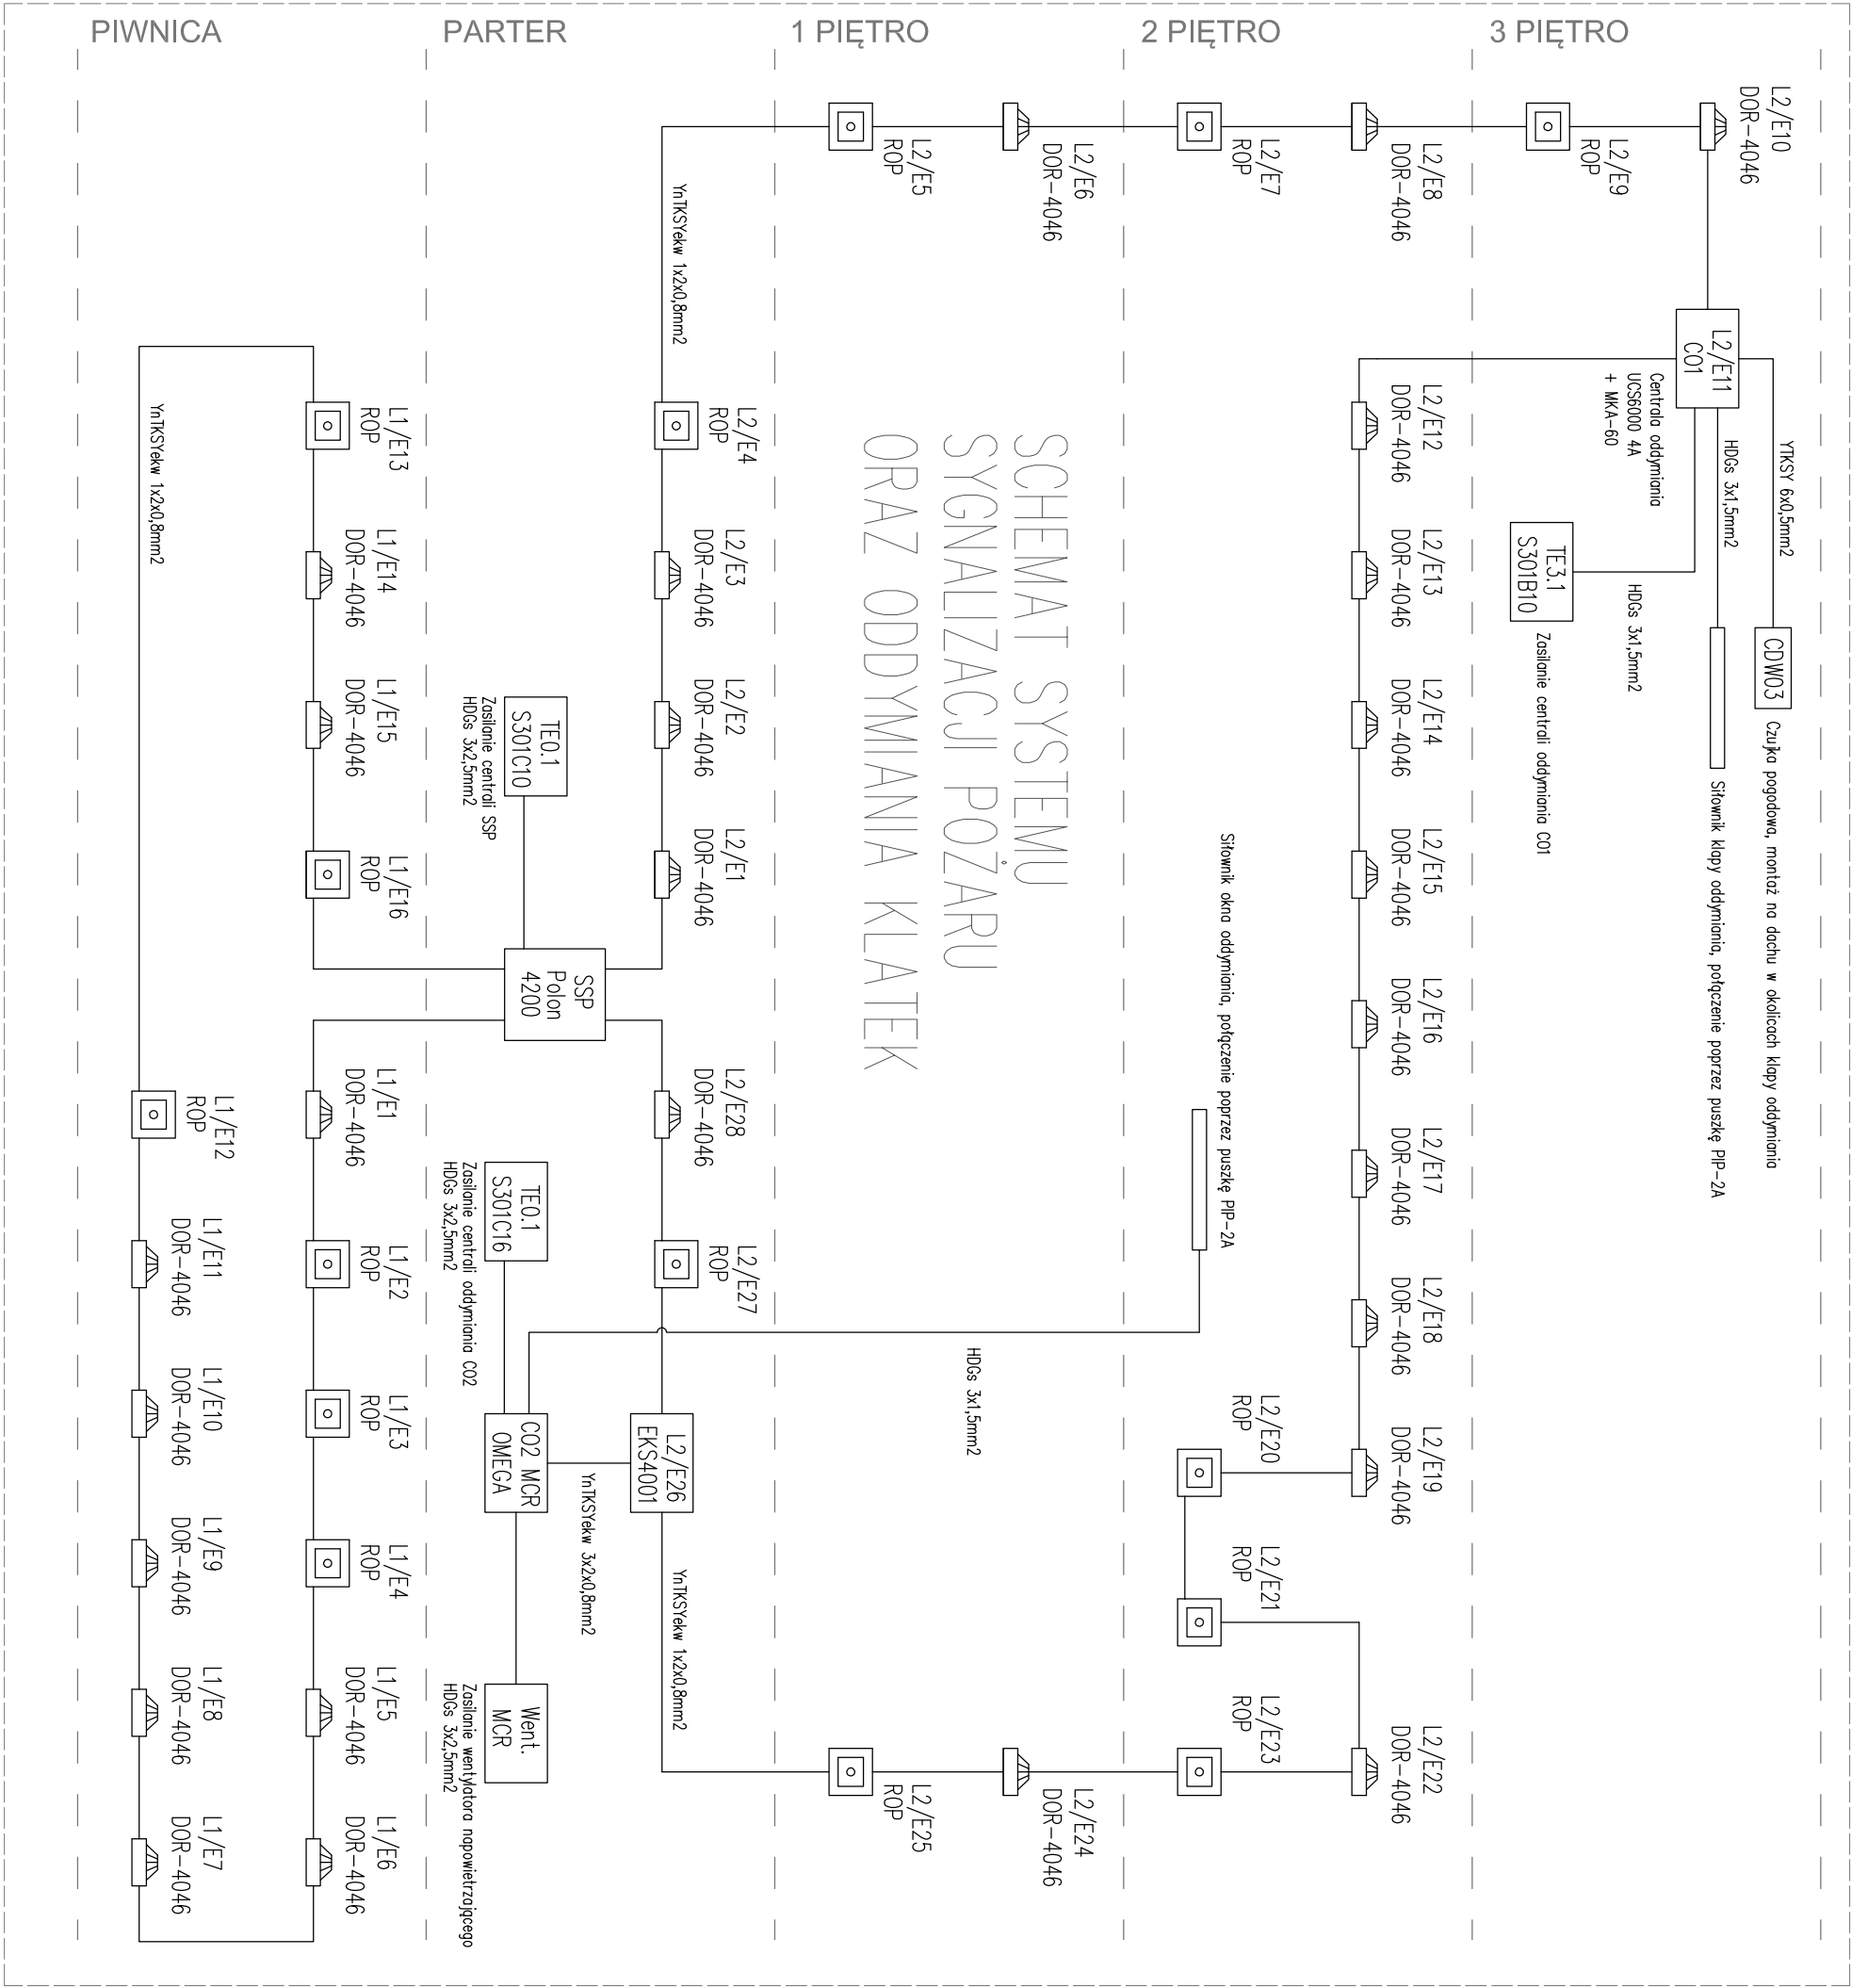 PIWNICA
PARTER
1 PIĘTRO
2 PIĘTRO
3 PIĘTRO
L2/E10
DOR-4046
L2/E9
ROP
L2/E8
DOR-4046
L2/E7
ROP
L2/E6
DOR-4046
L2/E5
ROP
YnTKSYekw 1x2x0,8mm2
L2/E11
C01
Centrala oddymiania
UCS6000 4A
+ MKA-60
YTKSY 6x0,5mm2
HDGs 3x1,5mm2
HDGs 3x1,5mm2
CDW03
Czujka pogodowa, montaż na dachu w okolicach klapy oddymiania
Siłownik klapy oddymiania, połączenie poprzez puszkę PIP-2A
TE3.1
S301B10
Zasilanie centrali oddymiania C01
L2/E12
DOR-4046
L2/E13
DOR-4046
L2/E14
DOR-4046
L2/E15
DOR-4046
L2/E16
DOR-4046
L2/E17
DOR-4046
L2/E18
DOR-4046
L2/E19
DOR-4046
L2/E20
ROP
L2/E21
ROP
L2/E22
DOR-4046
L2/E23
ROP
L2/E24
DOR-4046
L2/E25
ROP
Siłownik okna oddymiania, połączenie poprzez puszkę PIP-2A
HDGs 3x1,5mm2
SCHEMAT SYSTEMU
SYGNALIZACJI POŻARU
ORAZ ODDYMIANIA KLATEK
L2/E4
ROP
L2/E3
DOR-4046
L2/E2
DOR-4046
L2/E1
DOR-4046
SSP
Polon
4200
TE0.1
S301C10
Zasilanie centrali SSP
HDGs 3x2,5mm2
L2/E28
DOR-4046
L2/E27
ROP
L2/E26
EKS4001
YnTKSYekw 1x2x0,8mm2
YnTKSYekw 3x2x0,8mm2
TE0.1
S301C16
Zasilanie centrali oddymiania C02
HDGs 3x2,5mm2
C02 MCR
OMEGA
Went.
MCR
Zasilanie wentylatora napowietrzającego
HDGs 3x2,5mm2
L1/E13
ROP
L1/E14
DOR-4046
L1/E15
DOR-4046
L1/E16
ROP
L1/E1
DOR-4046
L1/E2
ROP
L1/E3
ROP
L1/E4
ROP
L1/E5
DOR-4046
L1/E6
DOR-4046
YnTKSYekw 1x2x0,8mm2
L1/E12
ROP
L1/E11
DOR-4046
L1/E10
DOR-4046
L1/E9
DOR-4046
L1/E8
DOR-4046
L1/E7
DOR-4046